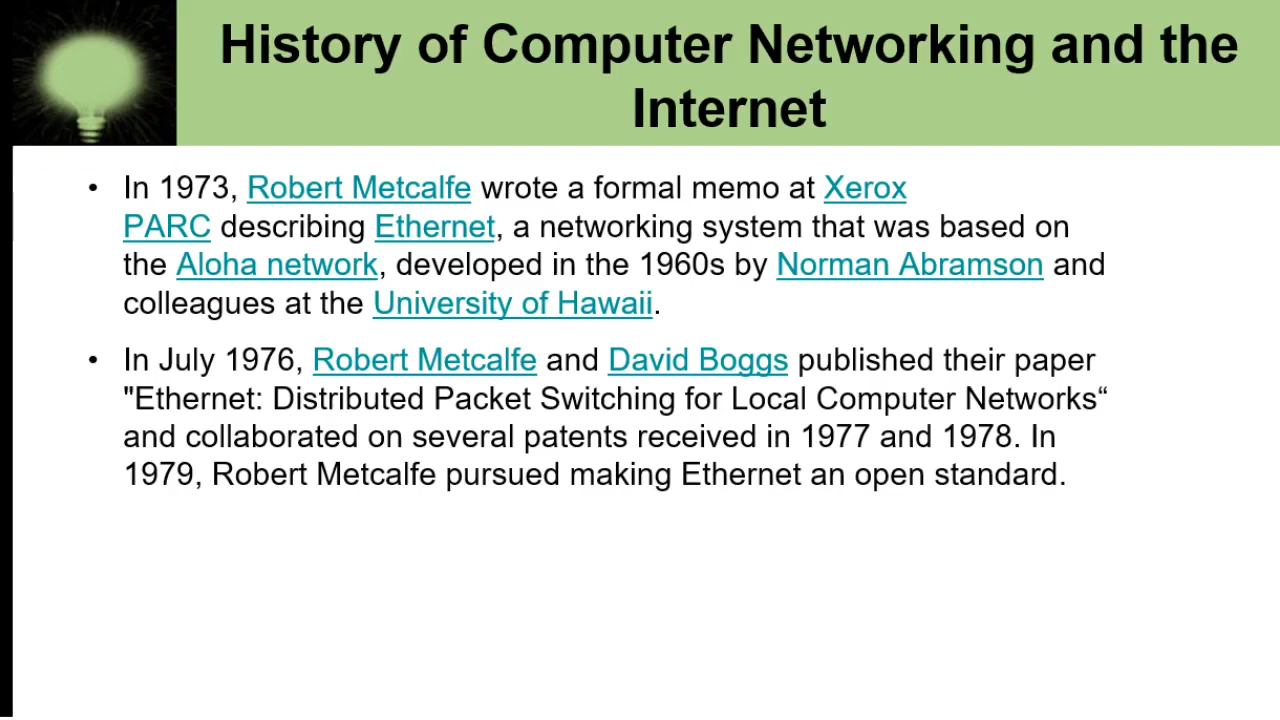 History of Computer Networking and the
Internet
• In 1973, Robert Metcalfe wrote a formal memo at Xerox
PARC describing Ethernet, a networking system that was based on
the Aloha network, developed in the 1960s by Norman Abramson and
colleagues at the University of Hawaii.
• In July 1976, Robert Metcalfe and David Boggs published their paper
"Ethernet: Distributed Packet Switching for Local Computer Networks“
and collaborated on several patents received in 1977 and 1978. In
1979, Robert Metcalfe pursued making Ethernet an open standard.